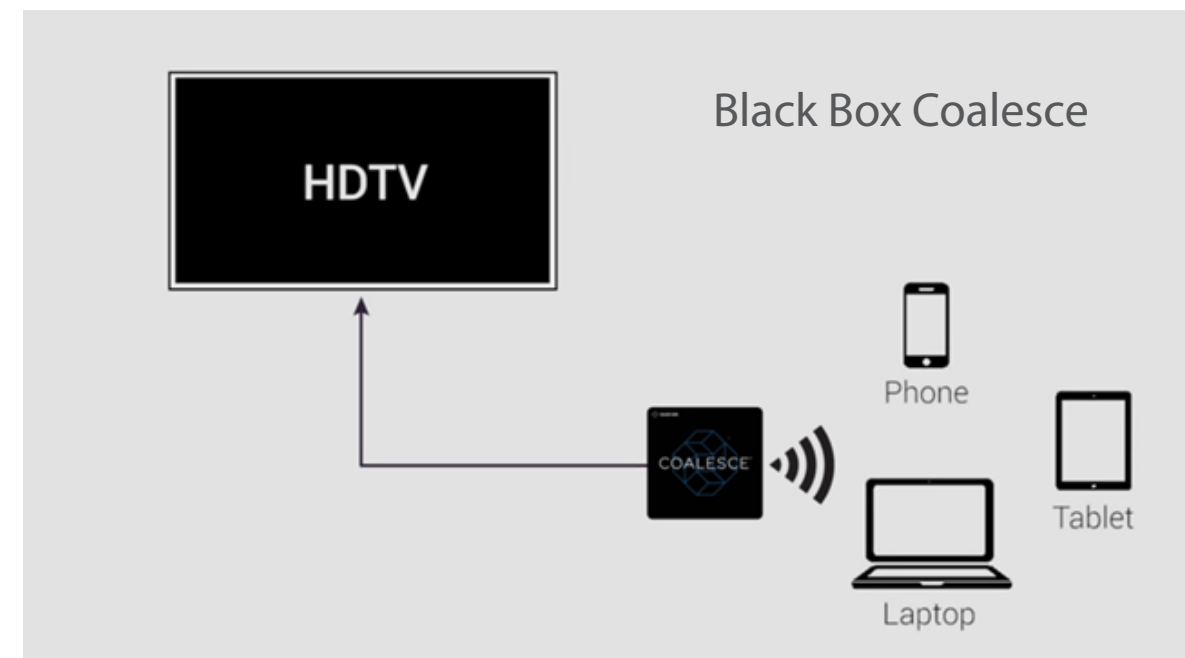 Black Box Coalesce
HDTV
Phone
COALESCE
Tablet
Laptop